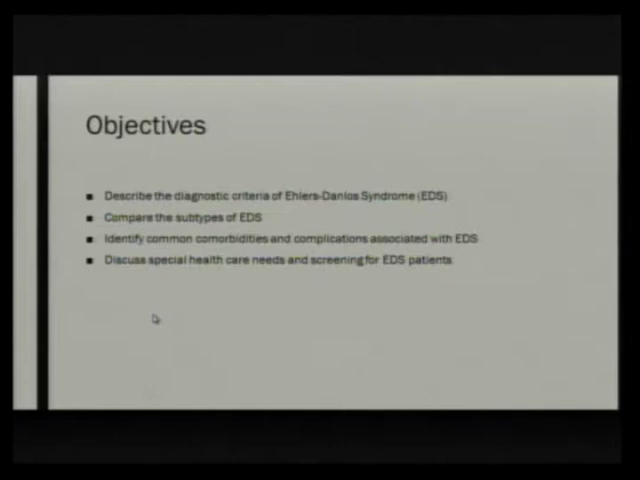 Objectives
■ Describe the diagnostic criteria of Ehlers-Danlos Syndrome (EDS)
■ Compare the subtypes of EDS
■ Identify common comorbidities and complications associated with EDS
■ Discuss special health care needs and screening for EDS patients